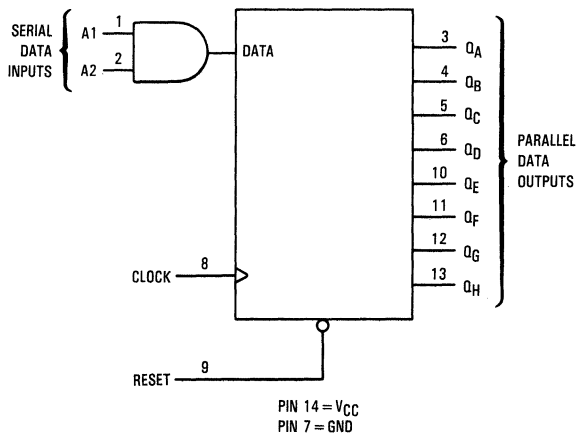 SERIAL
DATA
INPUTS
A1
1
A2
2
DATA
3
QA
4
QB
5
QC
6
QD
10
QE
11
QF
12
QG
13
QH
PARALLEL
DATA
OUTPUTS
CLOCK
8
RESET
9
PIN 14 = VCC
PIN 7 = GND